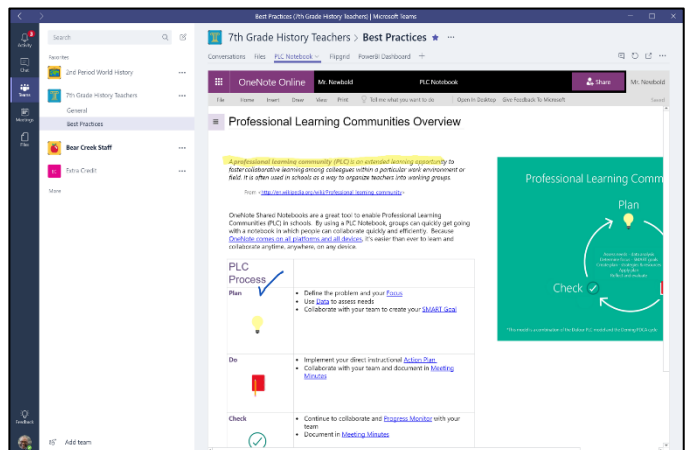 Best Practices (7th Grade History Teachers) | Microsoft Teams
Activity
Chat
Teams
Meetings
Files
Feedback
Search
Favorites
2nd Period World History
7th Grade History Teachers
General
Best Practices
Bear Creek Staff
Extra Credit
More
Add team
7th Grade History Teachers > Best Practices
Conversations Files PLC Notebook Flipgrid PowerBI Dashboard
OneNote Online Mr. Newbold PLC Notebook Share Mr. Newbold
File Home Insert Draw View Print Tell me what you want to do Open In Desktop Give Feedback To Microsoft Saved
Professional Learning Communities Overview
A professional learning community (PLC) is an extended learning opportunity to
foster collaborative learning among colleagues within a particular work environment or
field. It is often used in schools as a way to organize teachers into working groups.
From <http://en.wikipedia.org/wiki/Professional_learning_community>
OneNote Shared Notebooks are a great tool to enable Professional Learning
Communities (PLC) in schools. By using a PLC Notebook, groups can quickly get going
with a notebook in which people can collaborate quickly and efficiently. Because
OneNote comes on all platforms and all devices, it's easier than ever to learn and
collaborate anytime, anywhere, on any device.
PLC
Process
Plan
• Define the problem and your Focus
• Use Data to assess needs
• Collaborate with your team to create your SMART Goal
Do
• Implement your direct instructional Action Plan.
• Collaborate with your team and document in Meeting
Minutes
Check
• Continue to collaborate and Progress Monitor with your
team
• Document in Meeting Minutes
Professional Learning Comm
Plan
Check